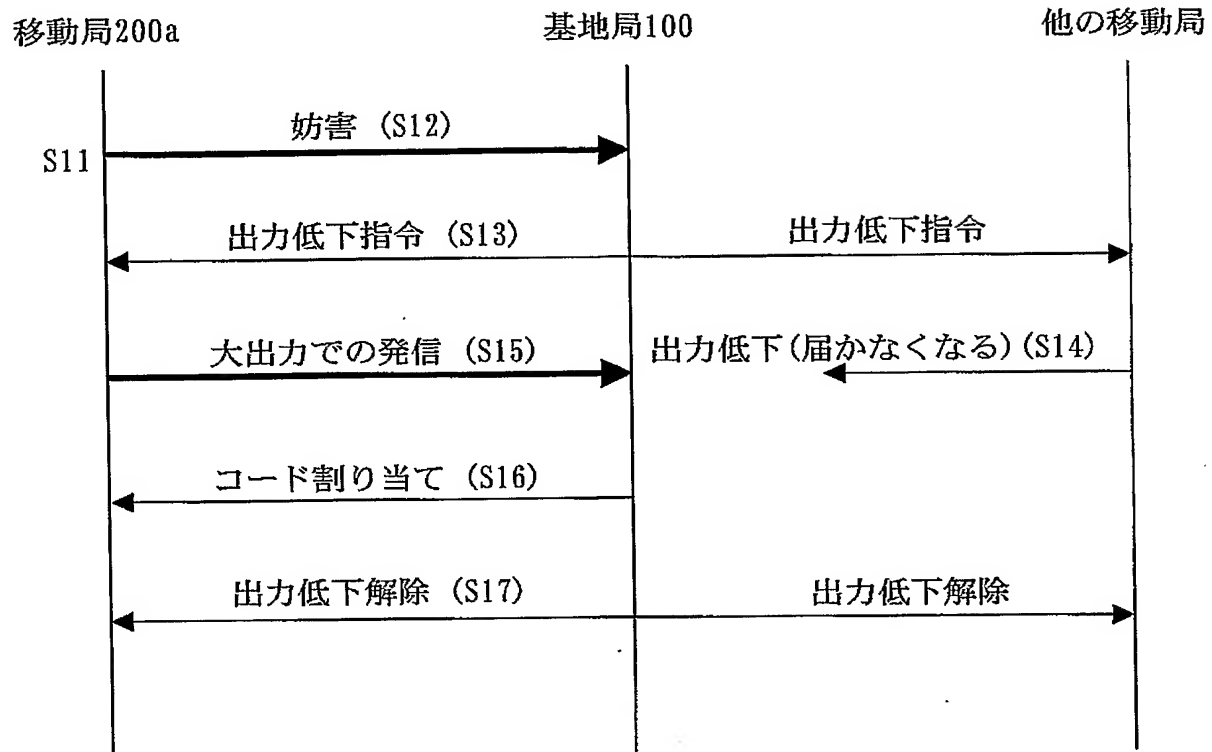 移動局200a
基地局100
他の移動局
妨害 (S12)
S11
出力低下指令 (S13)
出力低下指令
大出力での発信 (S15)
出力低下(届かなくなる)(S14)
コード割り当て (S16)
出力低下解除 (S17)
出力低下解除